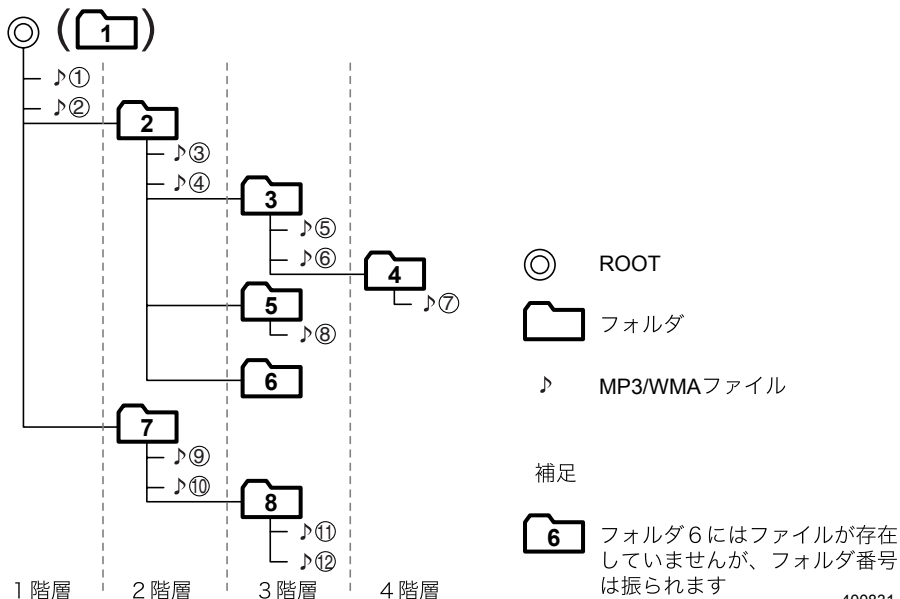 (1)
♪①
♪②
2
♪③
♪④
3
♪⑤
♪⑥
4
♪⑦
5
♪⑧
6
7
♪⑨
♪⑩
8
♪⑪
♪⑫
1階層 2階層 3階層 4階層
ROOT
フォルダ
♪ MP3/WMAファイル
補足
6 フォルダ6にはファイルが存在
していませんが、フォルダ番号
は振られます